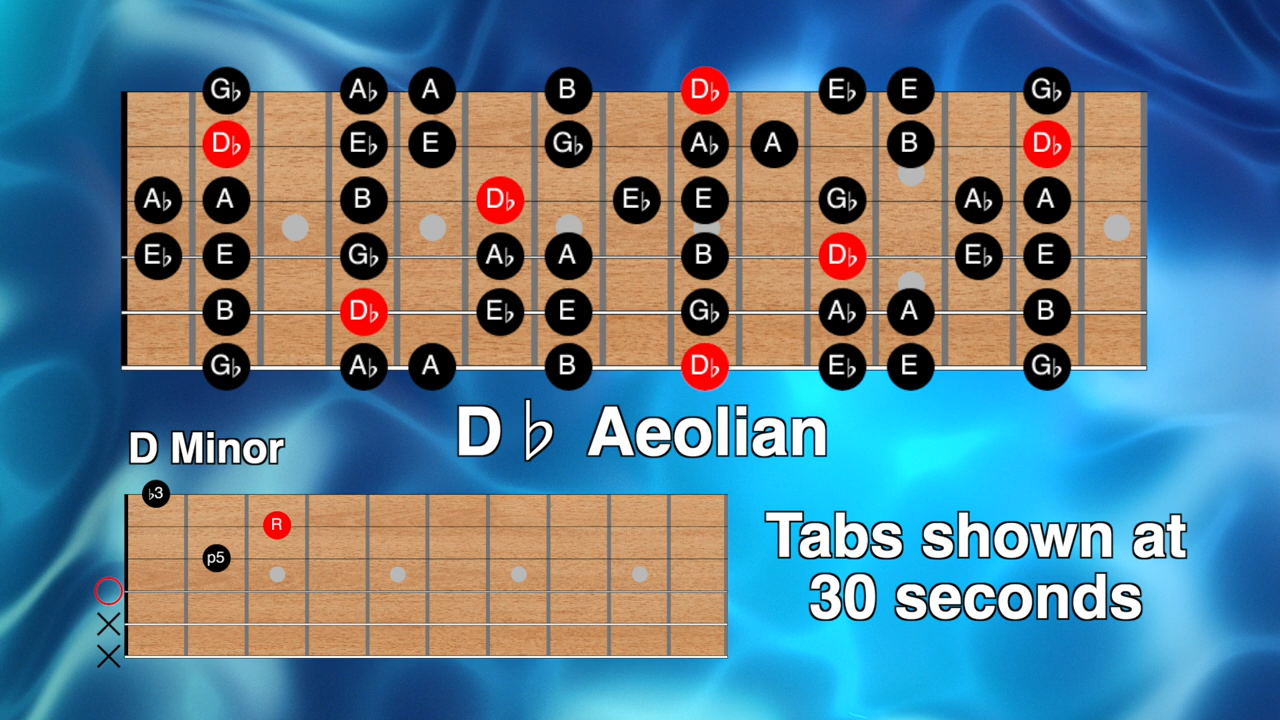 G♭ A♭ A B D♭ E♭ E G♭
D♭ E♭ E G♭ A♭ A B D♭
A♭ A B D♭ E♭ E G♭ A♭ A
E♭ E G♭ A♭ A B D♭ E♭ E
B D♭ E♭ E G♭ A♭ A B
G♭ A♭ A B D♭ E♭ E G♭
D♭ Aeolian
D Minor
♭3
R
p5
Tabs shown at
30 seconds